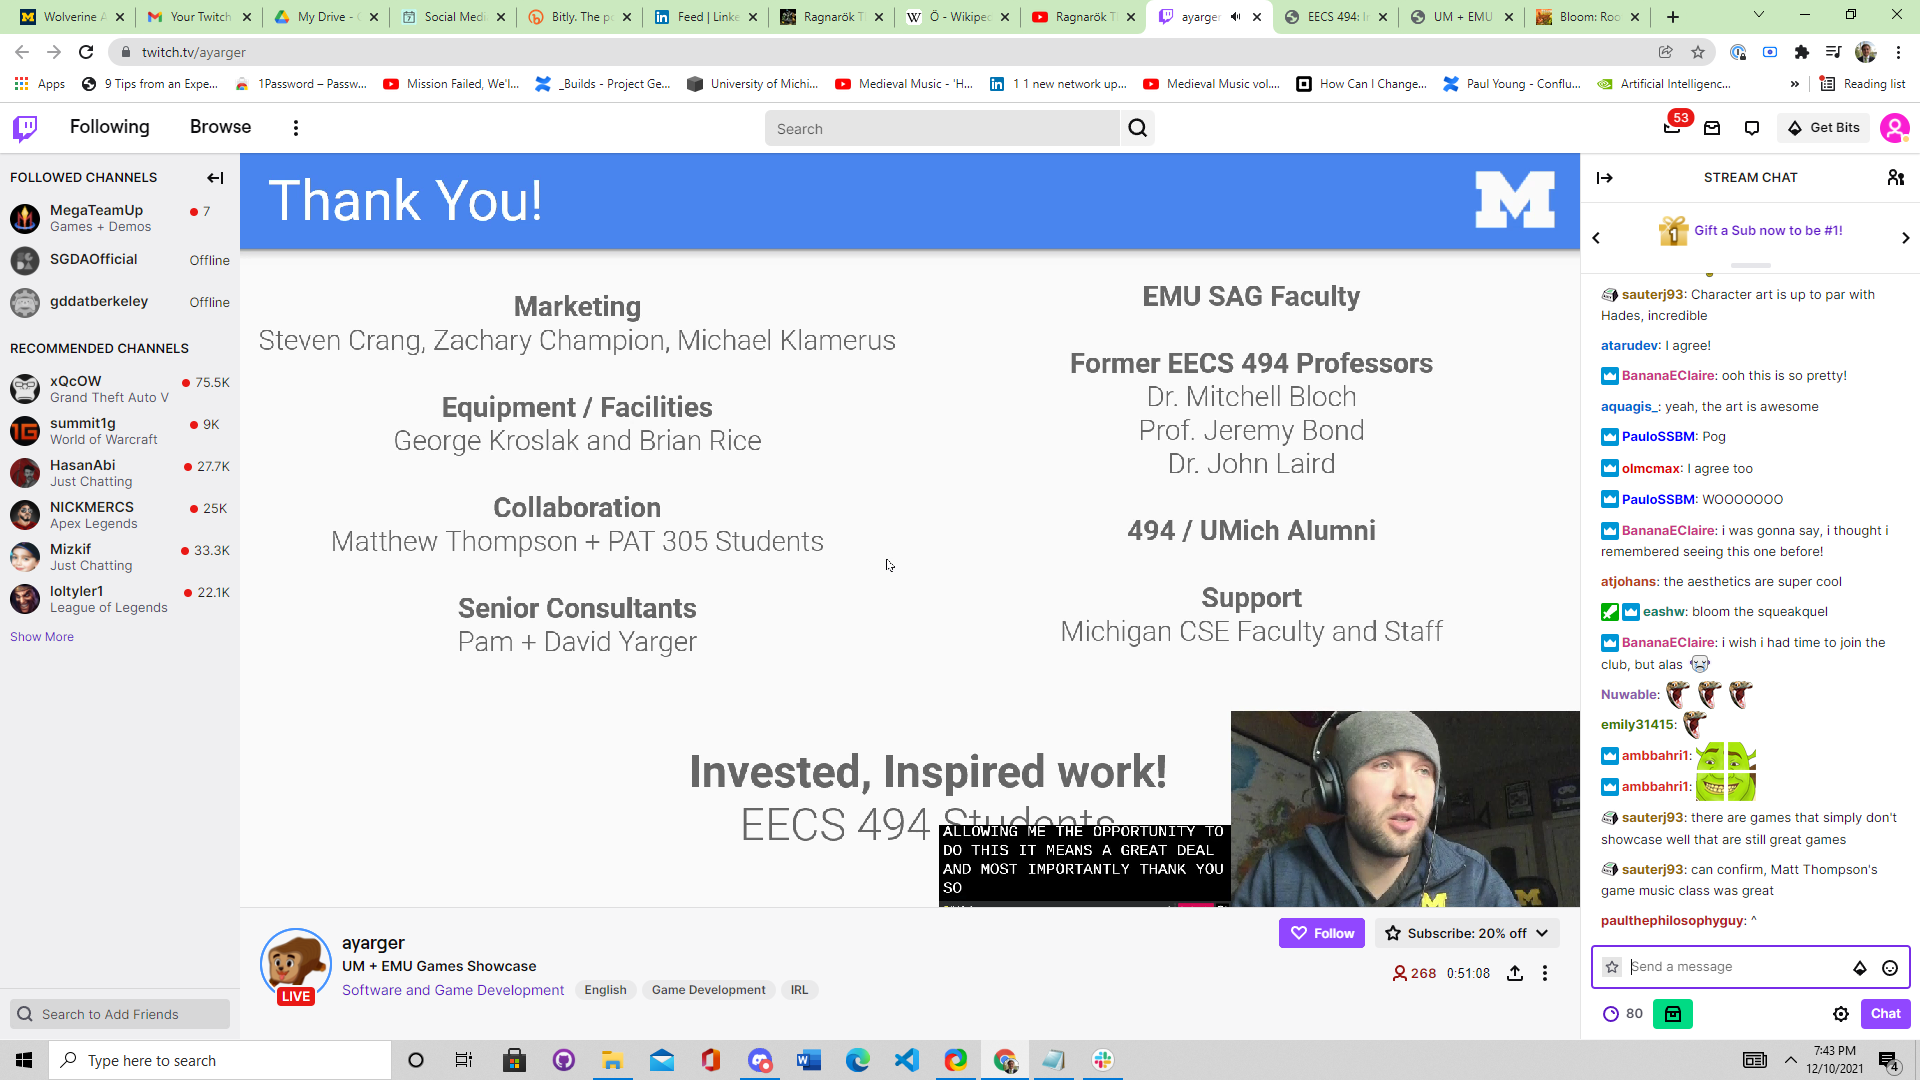 Wolverine A
Your Twitch
My Drive - G
Social Medi
Bitly. The po
Feed | Linke
Ragnarök T
Ō - Wikiped
Ragnarök T
ayarger
EECS 494: I
UM + EMU
Bloom: Roo
twitch.tv/ayarger
Apps
9 Tips from an Expe...
1Password – Passw...
Mission Failed, We'l...
_Builds - Project Ge...
University of Michi...
Medieval Music - 'H...
1 1 new network up...
Medieval Music vol....
How Can I Change...
Paul Young - Conflu...
Artificial Intelligenc...
»
Reading list
Following
Browse
Search
53
Get Bits
FOLLOWED CHANNELS
MegaTeamUp
7
Games + Demos
SGDAOfficial
Offline
gddatberkeley
Offline
RECOMMENDED CHANNELS
xQcOW
75.5K
Grand Theft Auto V
summit1g
9K
World of Warcraft
HasanAbi
27.7K
Just Chatting
NICKMERCS
25K
Apex Legends
Mizkif
33.3K
Just Chatting
loltyler1
22.1K
League of Legends
Show More
Search to Add Friends
Thank You!
M
Marketing
Steven Crang, Zachary Champion, Michael Klamerus
Equipment / Facilities
George Kroslak and Brian Rice
Collaboration
Matthew Thompson + PAT 305 Students
Senior Consultants
Pam + David Yarger
EMU SAG Faculty
Former EECS 494 Professors
Dr. Mitchell Bloch
Prof. Jeremy Bond
Dr. John Laird
494 / UMich Alumni
Support
Michigan CSE Faculty and Staff
Invested, Inspired work!
EECS 494 Students
ALLOWING ME THE OPPORTUNITY TO
DO THIS IT MEANS A GREAT DEAL
AND MOST IMPORTANTLY THANK YOU
SO
ayarger
UM + EMU Games Showcase
Software and Game Development
English
Game Development
IRL
LIVE
Follow
Subscribe: 20% off
268
0:51:08
STREAM CHAT
1
Gift a Sub now to be #1!
sauterj93: Character art is up to par with
Hades, incredible
atarudev: I agree!
BananaEClaire: ooh this is so pretty!
aquagis_: yeah, the art is awesome
PauloSSBM: Pog
olmcmax: I agree too
PauloSSBM: WOOOOOOO
BananaEClaire: i was gonna say, i thought i
remembered seeing this one before!
atjohans: the aesthetics are super cool
eashw: bloom the squeakquel
BananaEClaire: i wish i had time to join the
club, but alas
Nuwable:
emily31415:
ambbahri1:
ambbahri1:
sauterj93: there are games that simply don't
showcase well that are still great games
sauterj93: can confirm, Matt Thompson's
game music class was great
paulthephilosophyguy: ^
Send a message
80
Chat
Type here to search
7:43 PM
12/10/2021
4